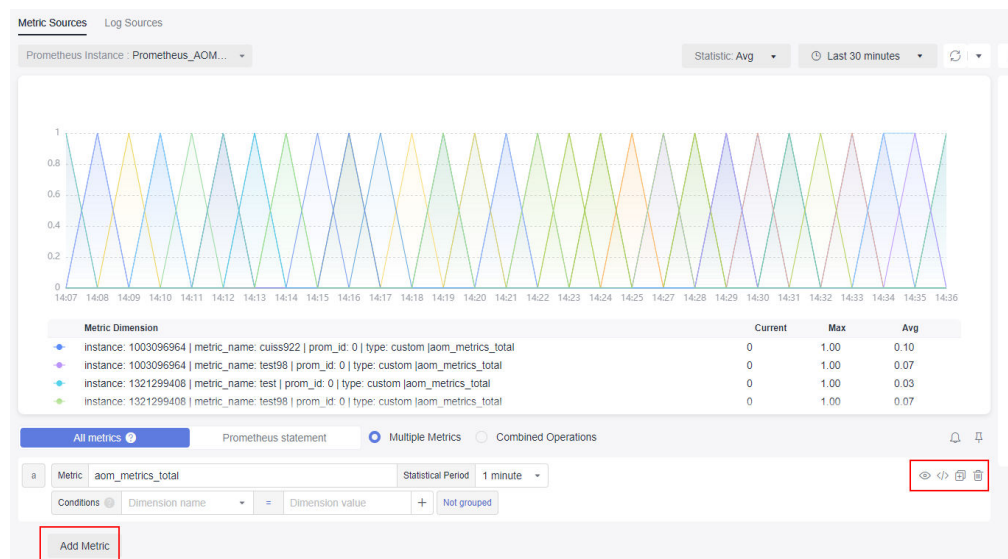 Metric Sources Log Sources
Prometheus Instance : Prometheus_AOM... Statistic: Avg Last 30 minutes
1
0.8
0.6
0.4
0.2
0
14:07 14:08 14:09 14:10 14:11 14:12 14:13 14:14 14:15 14:16 14:17 14:18 14:19 14:20 14:21 14:22 14:23 14:24 14:25 14:27 14:28 14:29 14:30 14:31 14:32 14:33 14:34 14:35 14:36
Metric Dimension Current Max Avg
instance: 1003096964 | metric_name: cuiss922 | prom_id: 0 | type: custom |aom_metrics_total 0 1.00 0.10
instance: 1003096964 | metric_name: test98 | prom_id: 0 | type: custom |aom_metrics_total 0 1.00 0.07
instance: 1321299408 | metric_name: test | prom_id: 0 | type: custom |aom_metrics_total 0 1.00 0.03
instance: 1321299408 | metric_name: test98 | prom_id: 0 | type: custom |aom_metrics_total 0 1.00 0.07
All metrics ? Prometheus statement Multiple Metrics Combined Operations
a Metric aom_metrics_total Statistical Period 1 minute
Conditions Dimension name = Dimension value + Not grouped
Add Metric